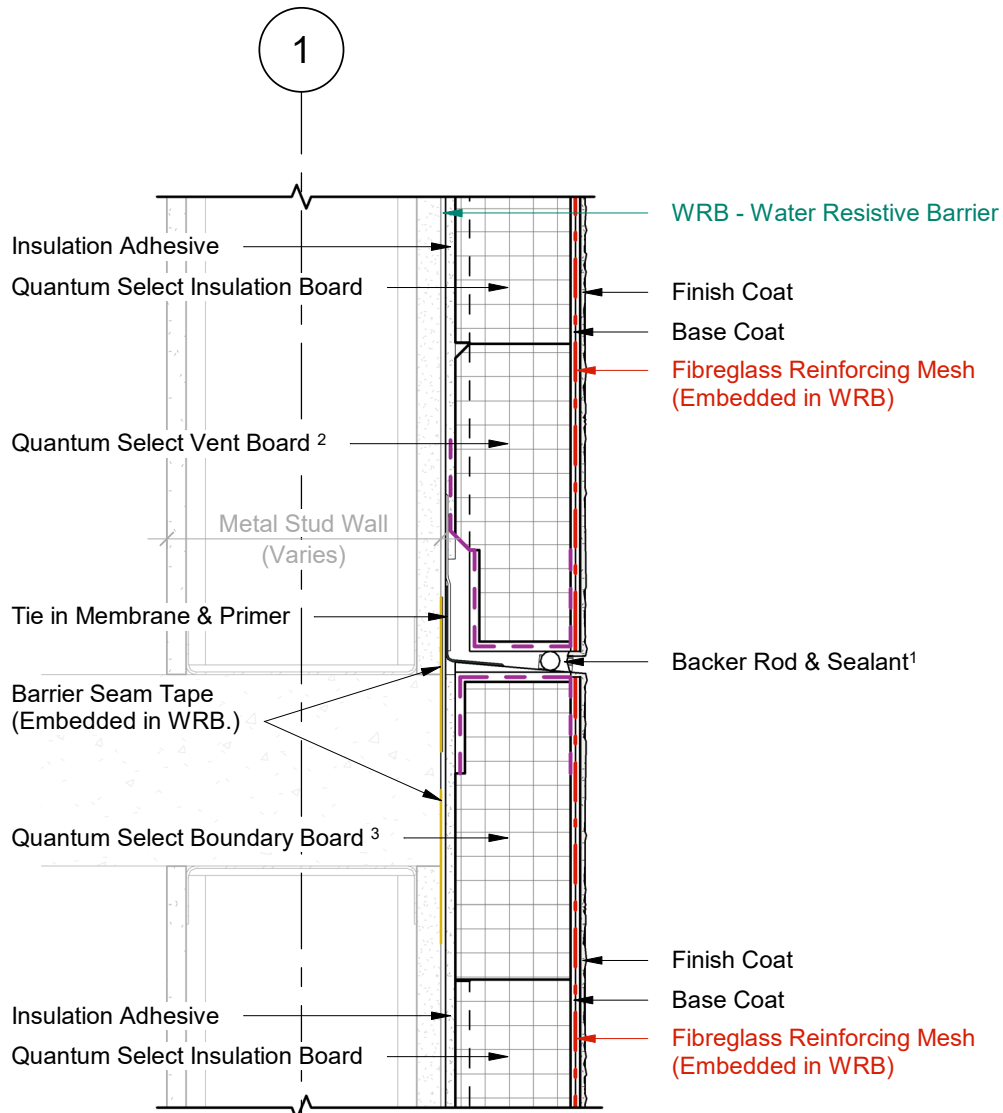 1
WRB - Water Resistive Barrier
Insulation Adhesive
Quantum Select Insulation Board
Finish Coat
Base Coat
Fibreglass Reinforcing Mesh
(Embedded in WRB)
Quantum Select Vent Board ²
Metal Stud Wall
(Varies)
Tie in Membrane & Primer
Backer Rod & Sealant¹
Barrier Seam Tape
(Embedded in WRB.)
Quantum Select Boundary Board ³
Finish Coat
Base Coat
Insulation Adhesive
Quantum Select Insulation Board
Fibreglass Reinforcing Mesh
(Embedded in WRB)